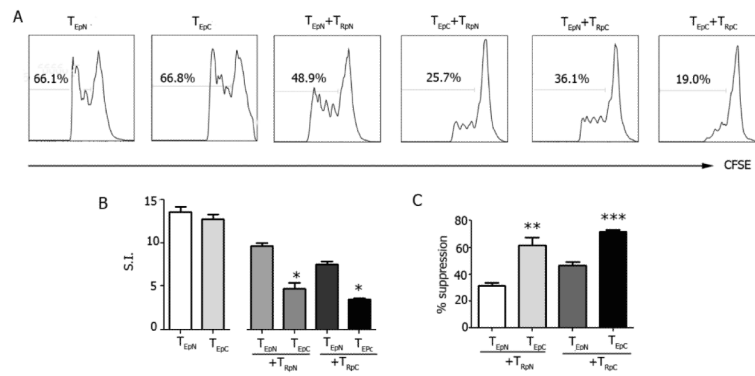 A
TEpN
TEpC
TEpN+TRpN
TEpC+TRpN
TEpN+TRpC
TEpC+TRpC
66.1%
66.8%
48.9%
25.7%
36.1%
19.0%
CFSE
B
S.I.
15
10
5
0
*
*
TEpN
TEpC
TEpN
TEpC
TEpN
TEPc
+TRpN
+TRpC
C
% suppression
80
60
40
20
0
**
***
TEpN
TEpC
TEpN
TEpC
+TRpN
+TRpC